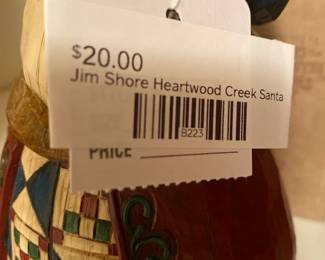 $20.00
Jim Shore Heartwood Creek Santa
B223
PRICE